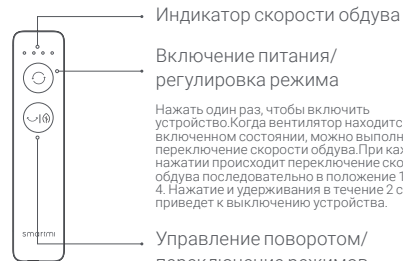 Индикатор скорости обдува
Включение питания/
регулировка режима
Нажать один раз, чтобы включить
устройство.Когда вентилятор находитс
включенном состоянии, можно выполн
переключение скорости обдува.При ка
нажатии происходит переключение ско
обдува последовательно в положение 1
4. Нажатие и удерживания в течение 2 с
приведет к выключению устройства.
smartmi
Управление поворотом/
переключение режимов